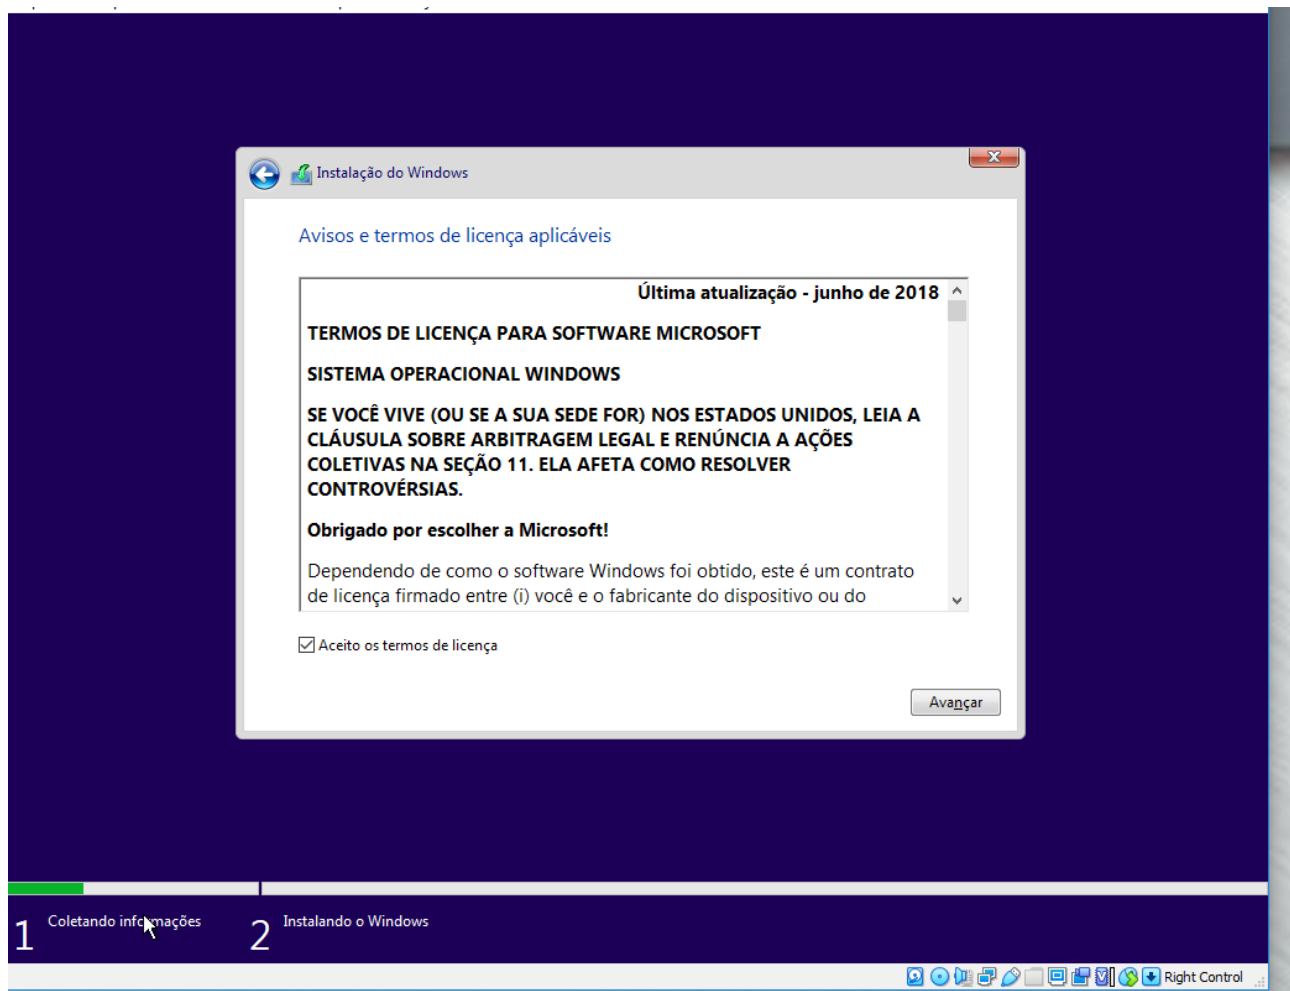 Instalação do Windows
Avisos e termos de licença aplicáveis
Última atualização - junho de 2018
TERMOS DE LICENÇA PARA SOFTWARE MICROSOFT
SISTEMA OPERACIONAL WINDOWS
SE VOCÊ VIVE (OU SE A SUA SEDE FOR) NOS ESTADOS UNIDOS, LEIA A
CLÁUSULA SOBRE ARBITRAGEM LEGAL E RENÚNCIA A AÇÕES
COLETIVAS NA SEÇÃO 11. ELA AFETA COMO RESOLVER
CONTROVÉRSIAS.
Obrigado por escolher a Microsoft!
Dependendo de como o software Windows foi obtido, este é um contrato
de licença firmado entre (i) você e o fabricante do dispositivo ou do
Aceito os termos de licença
Avançar
1 Coletando informações
2 Instalando o Windows
Right Control